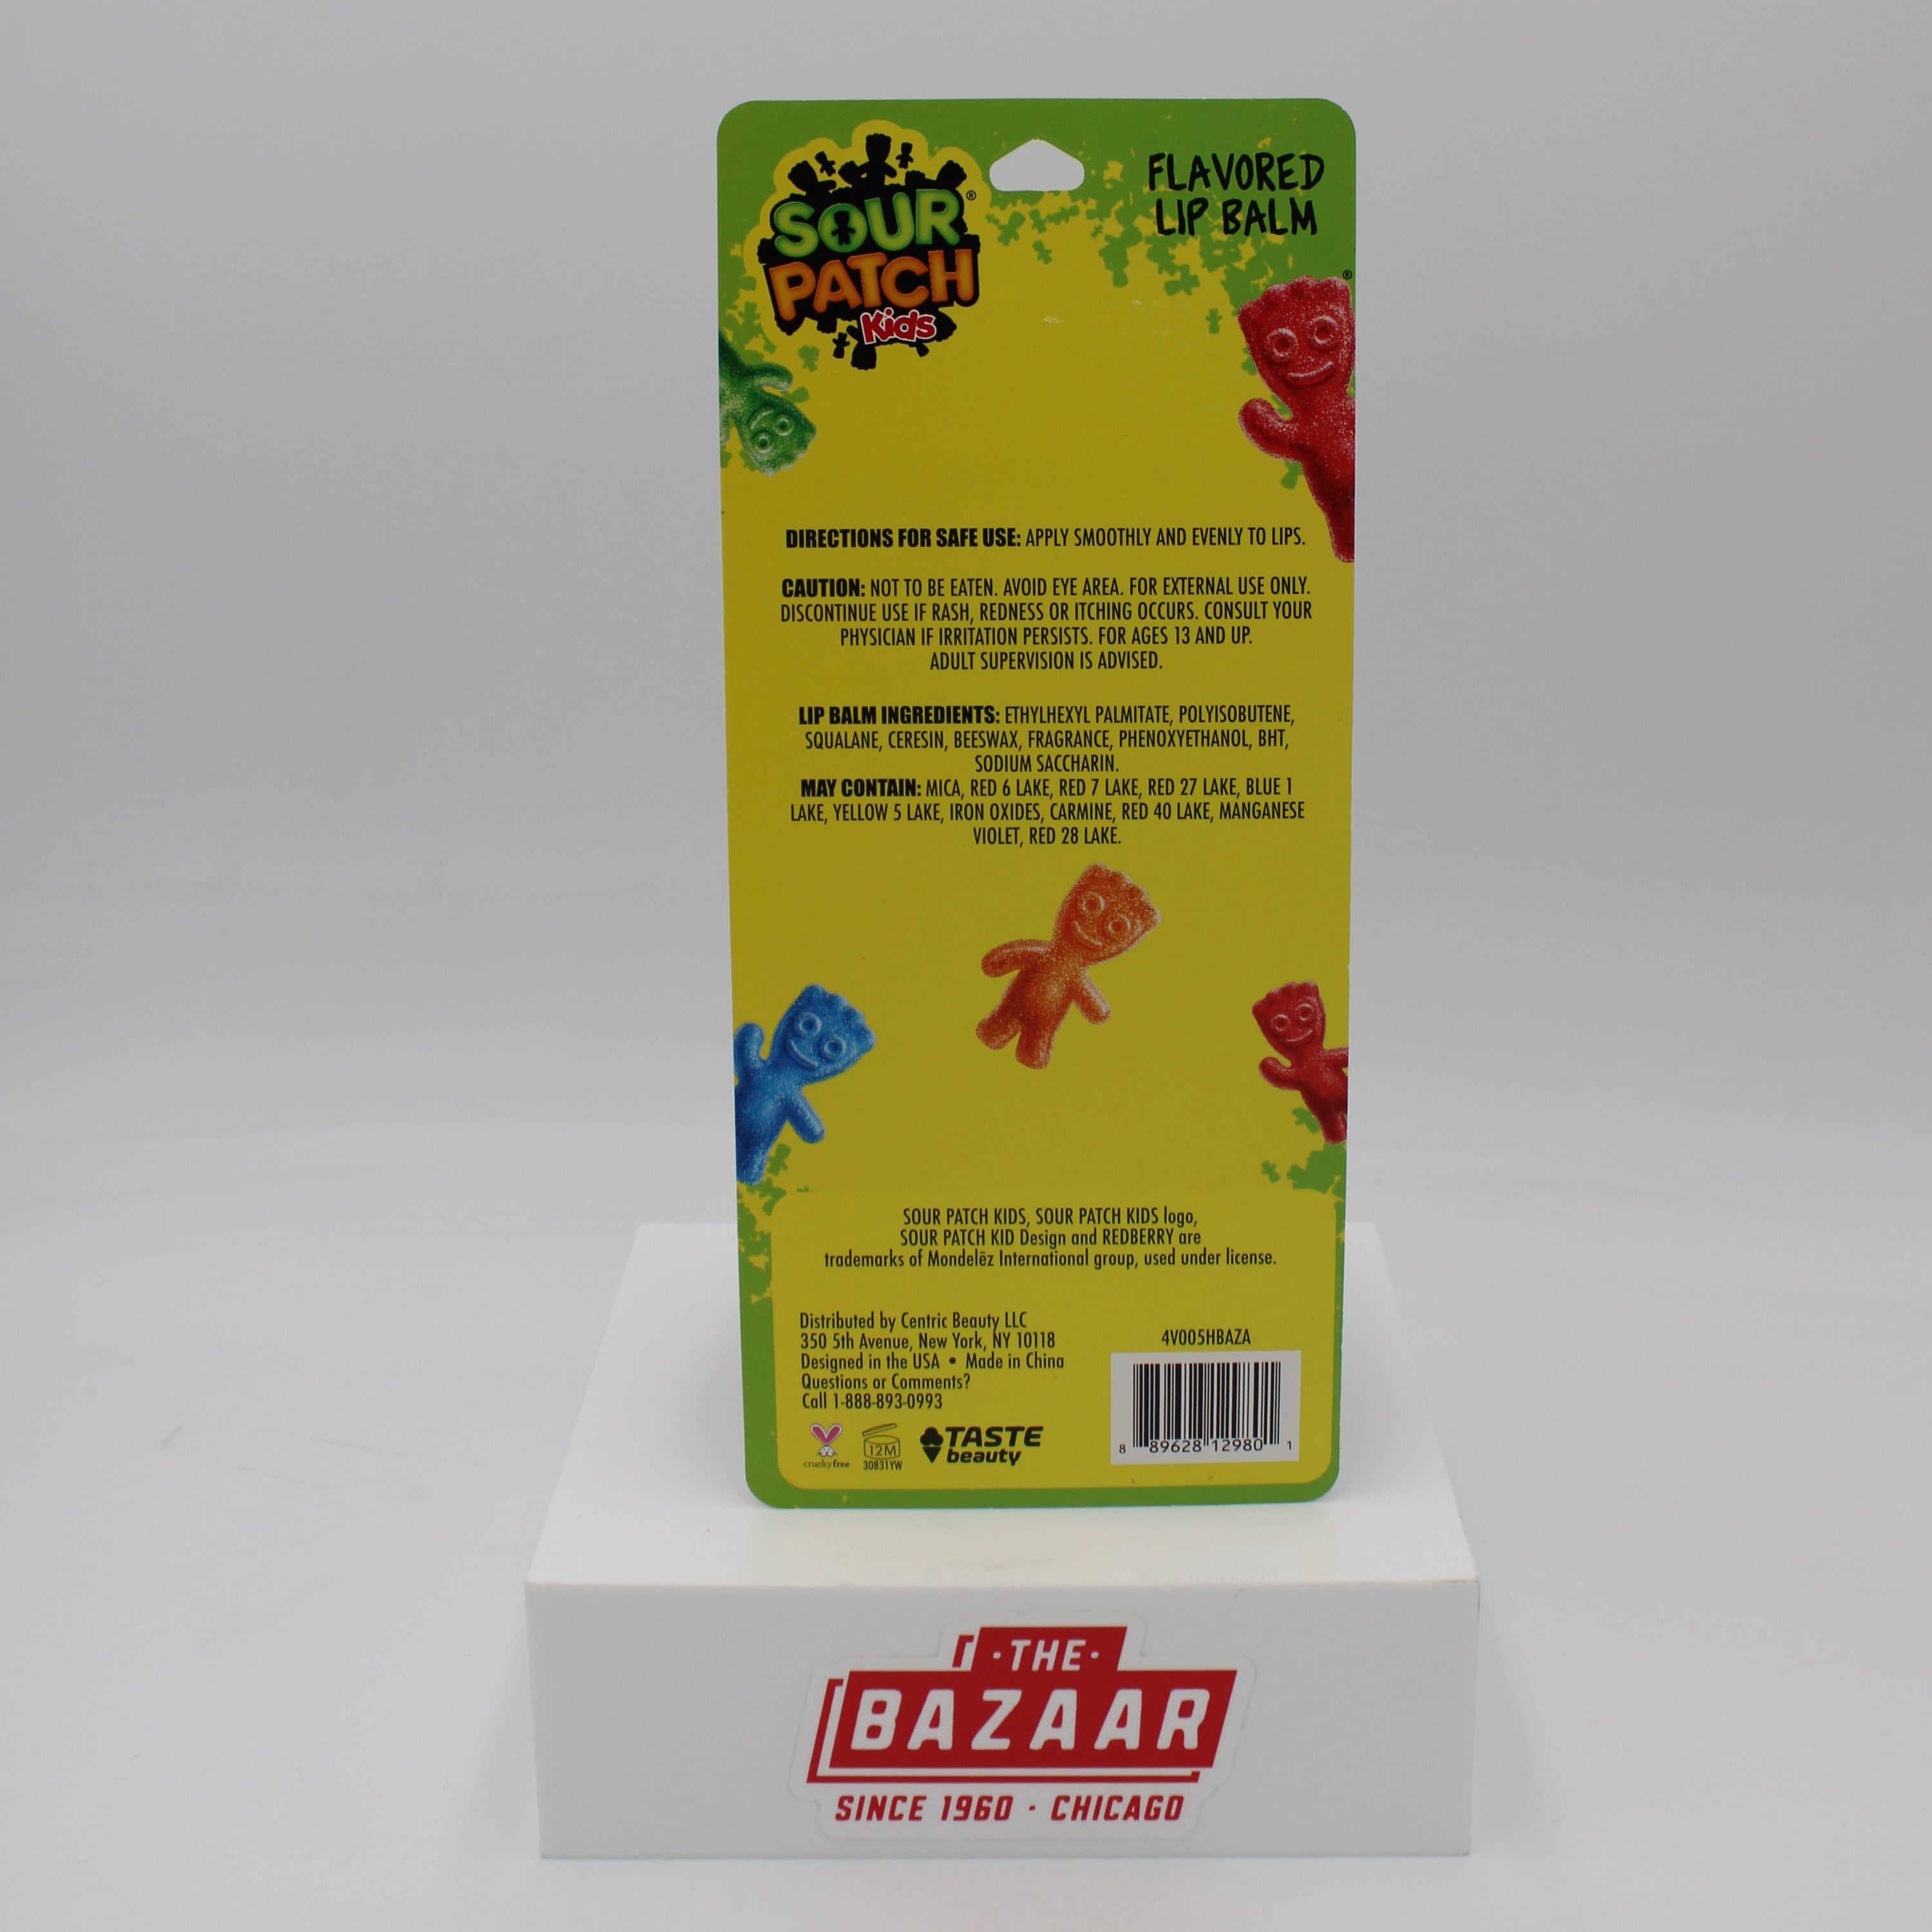 SOUR®
PATCH
Kids
FLAVORED
LIP BALM
®
DIRECTIONS FOR SAFE USE: APPLY SMOOTHLY AND EVENLY TO LIPS.
CAUTION: NOT TO BE EATEN. AVOID EYE AREA. FOR EXTERNAL USE ONLY.
DISCONTINUE USE IF RASH, REDNESS OR ITCHING OCCURS. CONSULT YOUR
PHYSICIAN IF IRRITATION PERSISTS. FOR AGES 13 AND UP.
ADULT SUPERVISION IS ADVISED.
LIP BALM INGREDIENTS: ETHYLHEXYL PALMITATE, POLYISOBUTENE,
SQUALANE, CERESIN, BEESWAX, FRAGRANCE, PHENOXYETHANOL, BHT,
SODIUM SACCHARIN.
MAY CONTAIN: MICA, RED 6 LAKE, RED 7 LAKE, RED 27 LAKE, BLUE 1
LAKE, YELLOW 5 LAKE, IRON OXIDES, CARMINE, RED 40 LAKE, MANGANESE
VIOLET, RED 28 LAKE.
SOUR PATCH KIDS, SOUR PATCH KIDS logo,
SOUR PATCH KID Design and REDBERRY are
trademarks of Mondelēz International group, used under license.
Distributed by Centric Beauty LLC
350 5th Avenue, New York, NY 10118
Designed in the USA • Made in China
Questions or Comments?
Call 1-888-893-0993
crueltyfree
12M
30831YW
TASTE
beauty
4V005HBAZA
8 89628 12980 1
·THE·
BAZAAR
SINCE 1960 · CHICAGO